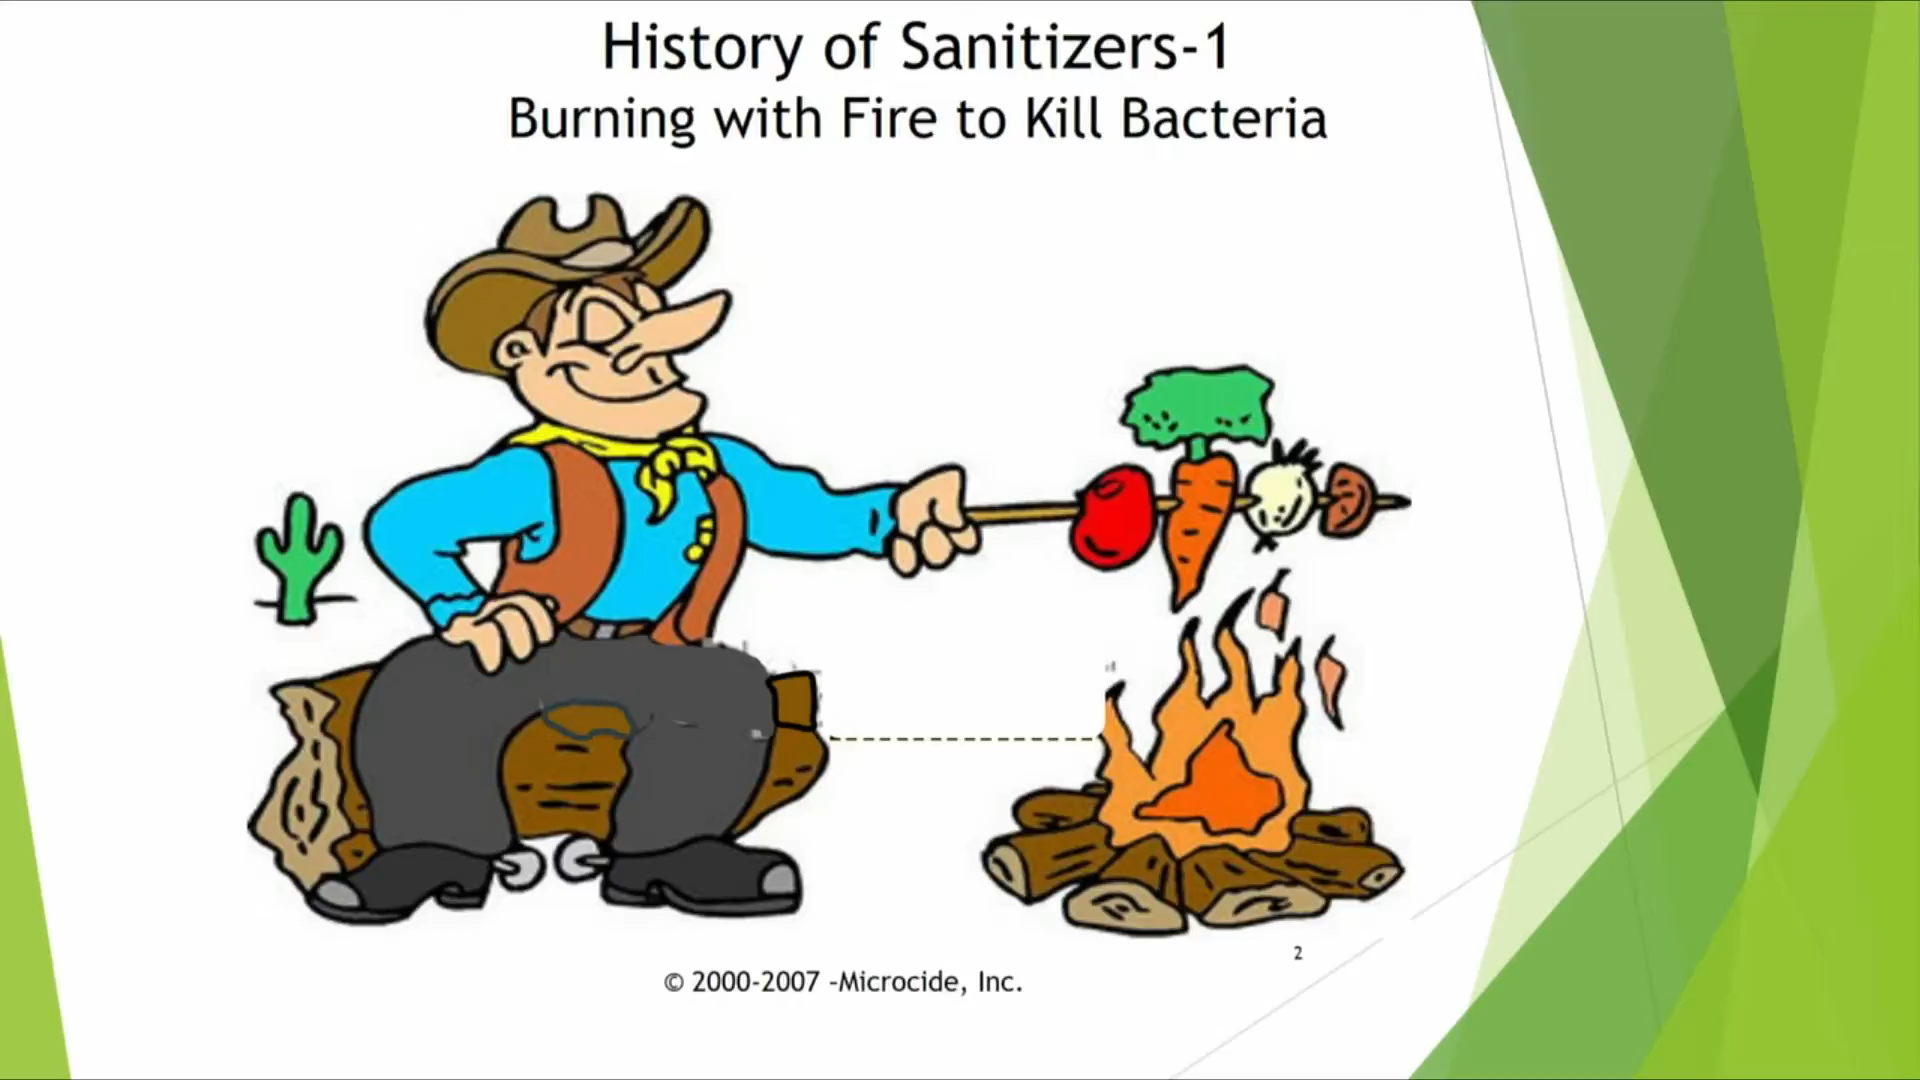 History of Sanitizers-1
Burning with Fire to Kill Bacteria
2
© 2000-2007 -Microcide, Inc.